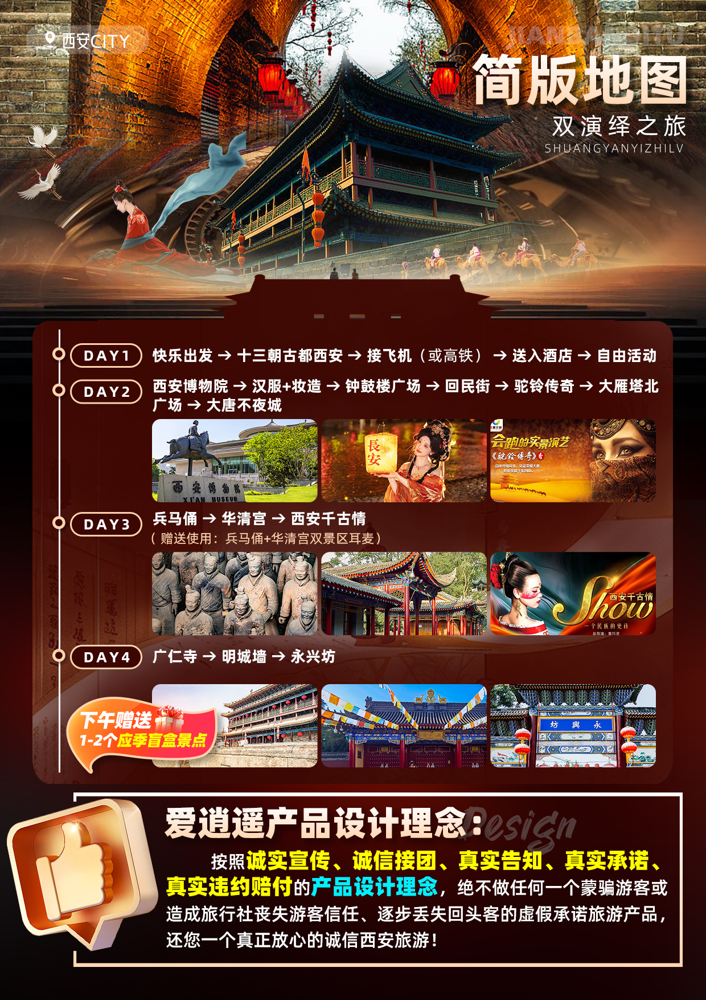 西安CITY
JIANBANDITU
简版地图
双演绎之旅
SHUANGYANYIZHILV
DAY1 快乐出发 → 十三朝古都西安 → 接飞机（或高铁） → 送入酒店 → 自由活动
DAY2 西安博物院 → 汉服+妆造 → 钟鼓楼广场 → 回民街 → 驼铃传奇 → 大雁塔北
广场 → 大唐不夜城
西安博物院
XI'AN MUSEUM
長安
会跑的实景演艺
《驼铃传奇》秀
DAY3 兵马俑 → 华清宫 → 西安千古情
（赠送使用：兵马俑+华清宫双景区耳麦）
西安千古情
Show
一个民族的史诗
总导演：黄巧灵
DAY4 广仁寺 → 明城墙 → 永兴坊
下午赠送
1-2个应季盲盒景点
坊興永
爱逍遥产品设计理念：
Design
按照诚实宣传、诚信接团、真实告知、真实承诺、
真实违约赔付的产品设计理念，绝不做任何一个蒙骗游客或
造成旅行社丧失游客信任、逐步丢失回头客的虚假承诺旅游产品，
还您一个真正放心的诚信西安旅游！